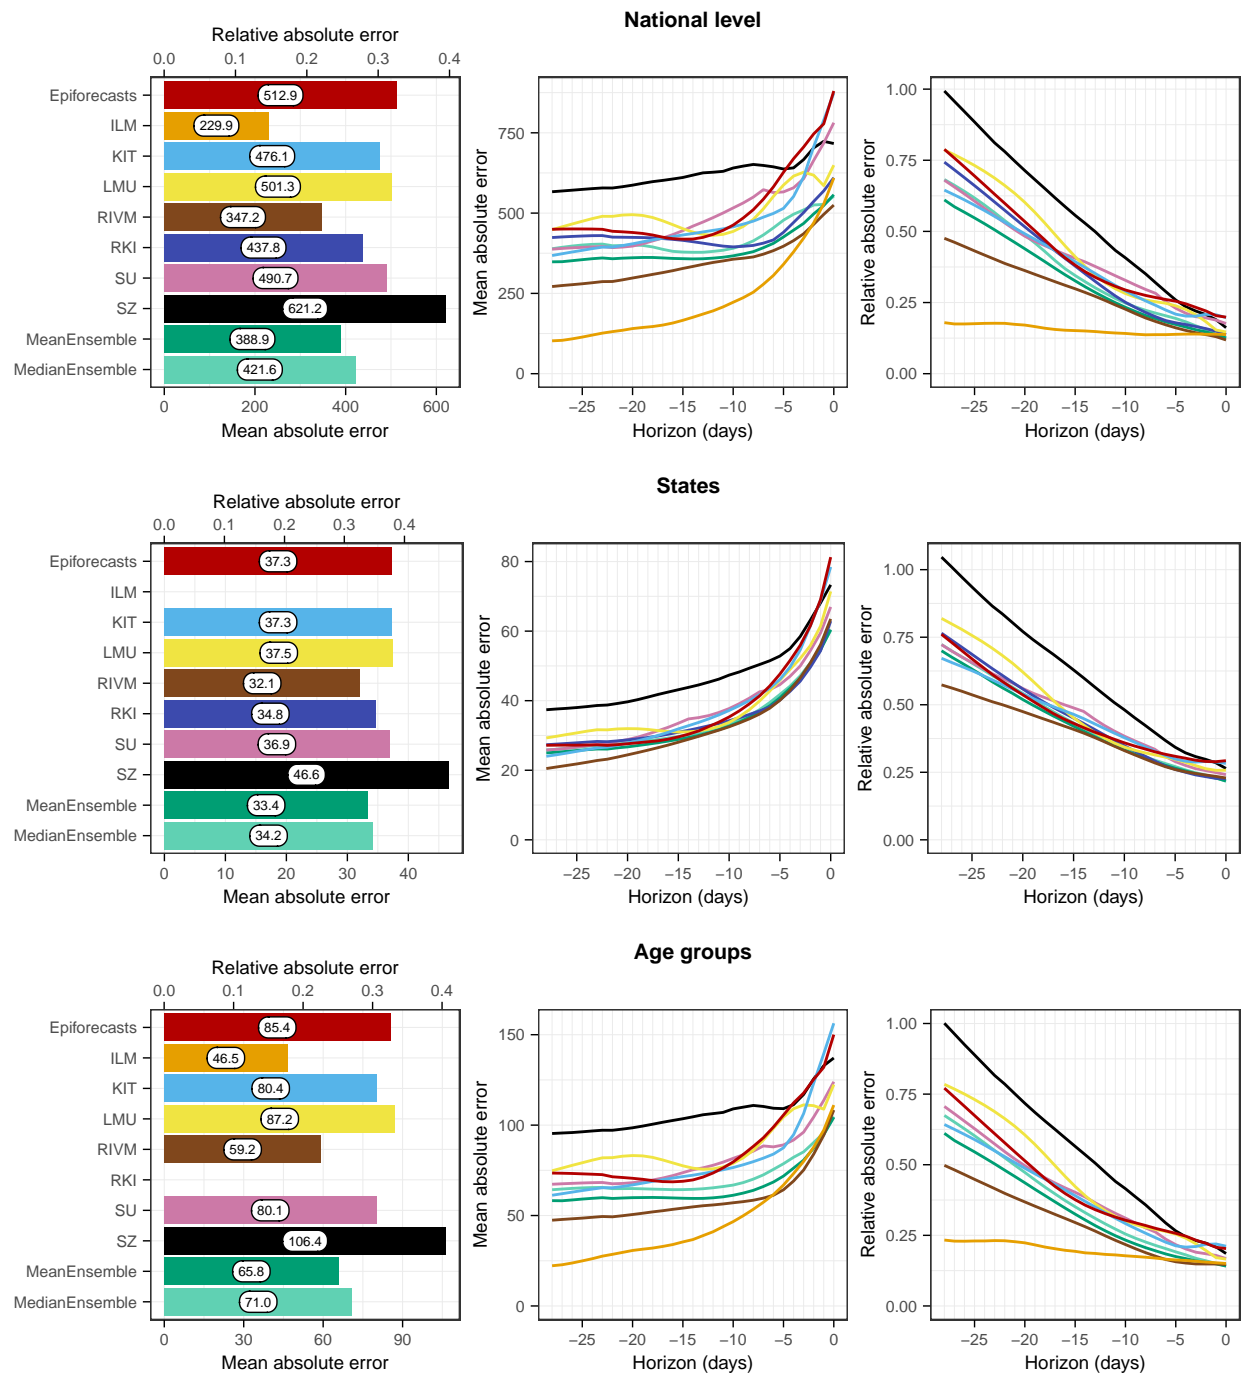 National level
Relative absolute error
0.0 0.1 0.2 0.3 0.4
Epiforecasts 512.9
ILM 229.9
KIT 476.1
LMU 501.3
RIVM 347.2
RKI 437.8
SU 490.7
SZ 621.2
MeanEnsemble 388.9
MedianEnsemble 421.6
0 200 400 600
Mean absolute error
Mean absolute error
750
500
250
0
−25 −20 −15 −10 −5 0
Horizon (days)
Relative absolute error
1.00
0.75
0.50
0.25
0.00
−25 −20 −15 −10 −5 0
Horizon (days)
States
Relative absolute error
0.0 0.1 0.2 0.3 0.4
Epiforecasts 37.3
ILM
KIT 37.3
LMU 37.5
RIVM 32.1
RKI 34.8
SU 36.9
SZ 46.6
MeanEnsemble 33.4
MedianEnsemble 34.2
0 10 20 30 40
Mean absolute error
Mean absolute error
80
60
40
20
0
−25 −20 −15 −10 −5 0
Horizon (days)
Relative absolute error
1.00
0.75
0.50
0.25
0.00
−25 −20 −15 −10 −5 0
Horizon (days)
Age groups
Relative absolute error
0.0 0.1 0.2 0.3 0.4
Epiforecasts 85.4
ILM 46.5
KIT 80.4
LMU 87.2
RIVM 59.2
RKI
SU 80.1
SZ 106.4
MeanEnsemble 65.8
MedianEnsemble 71.0
0 30 60 90
Mean absolute error
Mean absolute error
150
100
50
0
−25 −20 −15 −10 −5 0
Horizon (days)
Relative absolute error
1.00
0.75
0.50
0.25
0.00
−25 −20 −15 −10 −5 0
Horizon (days)